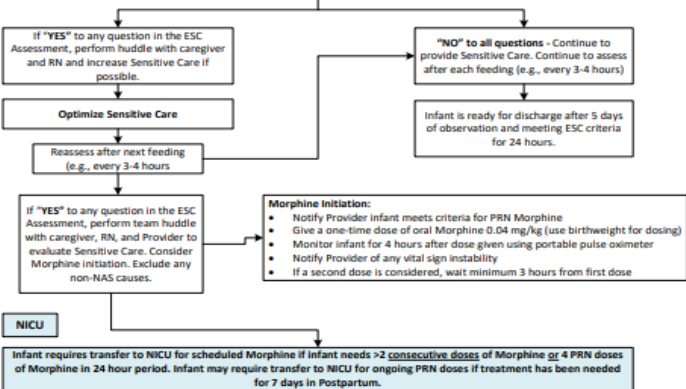 If "YES" to any question in the ESC
Assessment, perform huddle with caregiver
and RN and increase Sensitive Care if
possible.
"NO" to all questions - Continue to
provide Sensitive Care. Continue to assess
after each feeding (e.g., every 3-4 hours)
Optimize Sensitive Care
Infant is ready for discharge after 5 days
of observation and meeting ESC criteria
for 24 hours.
Reassess after next feeding
(e.g., every 3-4 hours
If "YES" to any question in the ESC
Assessment, perform team huddle
with caregiver, RN, and Provider to
evaluate Sensitive Care. Consider
Morphine initiation. Exclude any
non-NAS causes.
Morphine Initiation:
• Notify Provider infant meets criteria for PRN Morphine
• Give a one-time dose of oral Morphine 0.04 mg/kg (use birthweight for dosing)
• Monitor infant for 4 hours after dose given using portable pulse oximeter
• Notify Provider of any vital sign instability
• If a second dose is considered, wait minimum 3 hours from first dose
NICU
Infant requires transfer to NICU for scheduled Morphine if infant needs >2 consecutive doses of Morphine or 4 PRN doses
of Morphine in 24 hour period. Infant may require transfer to NICU for ongoing PRN doses if treatment has been needed
for 7 days in Postpartum.